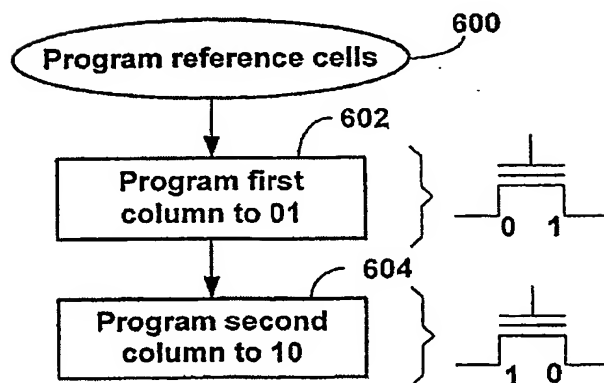 600
Program reference cells
602
Program first
column to 01
0 1
604
Program second
column to 10
1 0